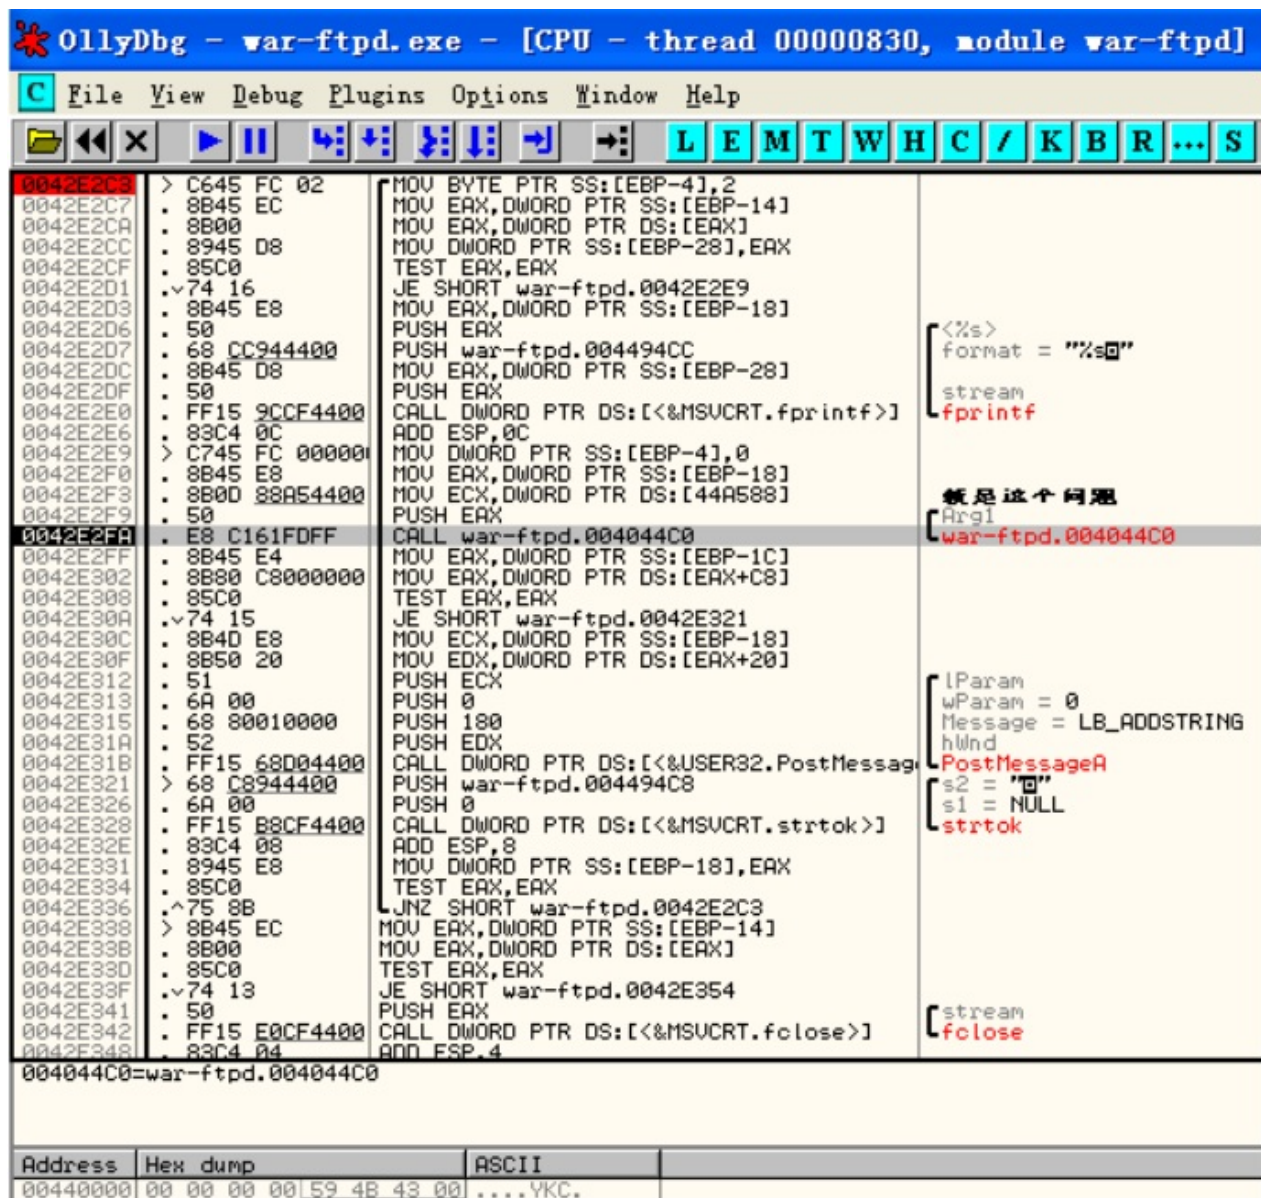 OllyDbg - war-ftpd.exe - [CPU - thread 00000830, module war-ftpd]
C File View Debug Plugins Options Window Help
L E M T W H C / K B R ... S
0042E2C3 > C645 FC 02 MOV BYTE PTR SS:[EBP-4],2
0042E2C7 . 8B45 EC MOV EAX,DWORD PTR SS:[EBP-14]
0042E2CA . 8B00 MOV EAX,DWORD PTR DS:[EAX]
0042E2CC . 8945 D8 MOV DWORD PTR SS:[EBP-28],EAX
0042E2CF . 85C0 TEST EAX,EAX
0042E2D1 .v74 16 JE SHORT war-ftpd.0042E2E9
0042E2D3 . 8B45 E8 MOV EAX,DWORD PTR SS:[EBP-18]
0042E2D6 . 50 PUSH EAX <%s>
0042E2D7 . 68 CC944400 PUSH war-ftpd.004494CC format = "%s"
0042E2DC . 8B45 D8 MOV EAX,DWORD PTR SS:[EBP-28]
0042E2DF . 50 PUSH EAX stream
0042E2E0 . FF15 9CCF4400 CALL DWORD PTR DS:[<&MSVCRT.fprintf>] fprintf
0042E2E6 . 83C4 0C ADD ESP,0C
0042E2E9 > C745 FC 00000 MOV DWORD PTR SS:[EBP-4],0
0042E2F0 . 8B45 E8 MOV EAX,DWORD PTR SS:[EBP-18]
0042E2F3 . 8B0D 88A54400 MOV ECX,DWORD PTR DS:[44A588] 就是这个问题
0042E2F9 . 50 PUSH EAX Arg1
0042E2FA . E8 C161FDFF CALL war-ftpd.004044C0 war-ftpd.004044C0
0042E2FF . 8B45 E4 MOV EAX,DWORD PTR SS:[EBP-1C]
0042E302 . 8B80 C8000000 MOV EAX,DWORD PTR DS:[EAX+C8]
0042E308 . 85C0 TEST EAX,EAX
0042E30A .v74 15 JE SHORT war-ftpd.0042E321
0042E30C . 8B4D E8 MOV ECX,DWORD PTR SS:[EBP-18]
0042E30F . 8B50 20 MOV EDX,DWORD PTR DS:[EAX+20]
0042E312 . 51 PUSH ECX lParam
0042E313 . 6A 00 PUSH 0 wParam = 0
0042E315 . 68 80010000 PUSH 180 Message = LB_ADDSTRING
0042E31A . 52 PUSH EDX hWnd
0042E31B . FF15 68D04400 CALL DWORD PTR DS:[<&USER32.PostMessag PostMessageA
0042E321 > 68 C8944400 PUSH war-ftpd.004494C8 s2 = ""
0042E326 . 6A 00 PUSH 0 s1 = NULL
0042E328 . FF15 B8CF4400 CALL DWORD PTR DS:[<&MSVCRT.strtok>] strtok
0042E32E . 83C4 08 ADD ESP,8
0042E331 . 8945 E8 MOV DWORD PTR SS:[EBP-18],EAX
0042E334 . 85C0 TEST EAX,EAX
0042E336 .^75 8B JNZ SHORT war-ftpd.0042E2C3
0042E338 > 8B45 EC MOV EAX,DWORD PTR SS:[EBP-14]
0042E33B . 8B00 MOV EAX,DWORD PTR DS:[EAX]
0042E33D . 85C0 TEST EAX,EAX
0042E33F .v74 13 JE SHORT war-ftpd.0042E354
0042E341 . 50 PUSH EAX stream
0042E342 . FF15 E0CF4400 CALL DWORD PTR DS:[<&MSVCRT.fclose>] fclose
0042E348 . 83C4 04 ADD ESP,4
004044C0=war-ftpd.004044C0
Address Hex dump ASCII
00440000 00 00 00 00 59 4B 43 00 ....YKC.